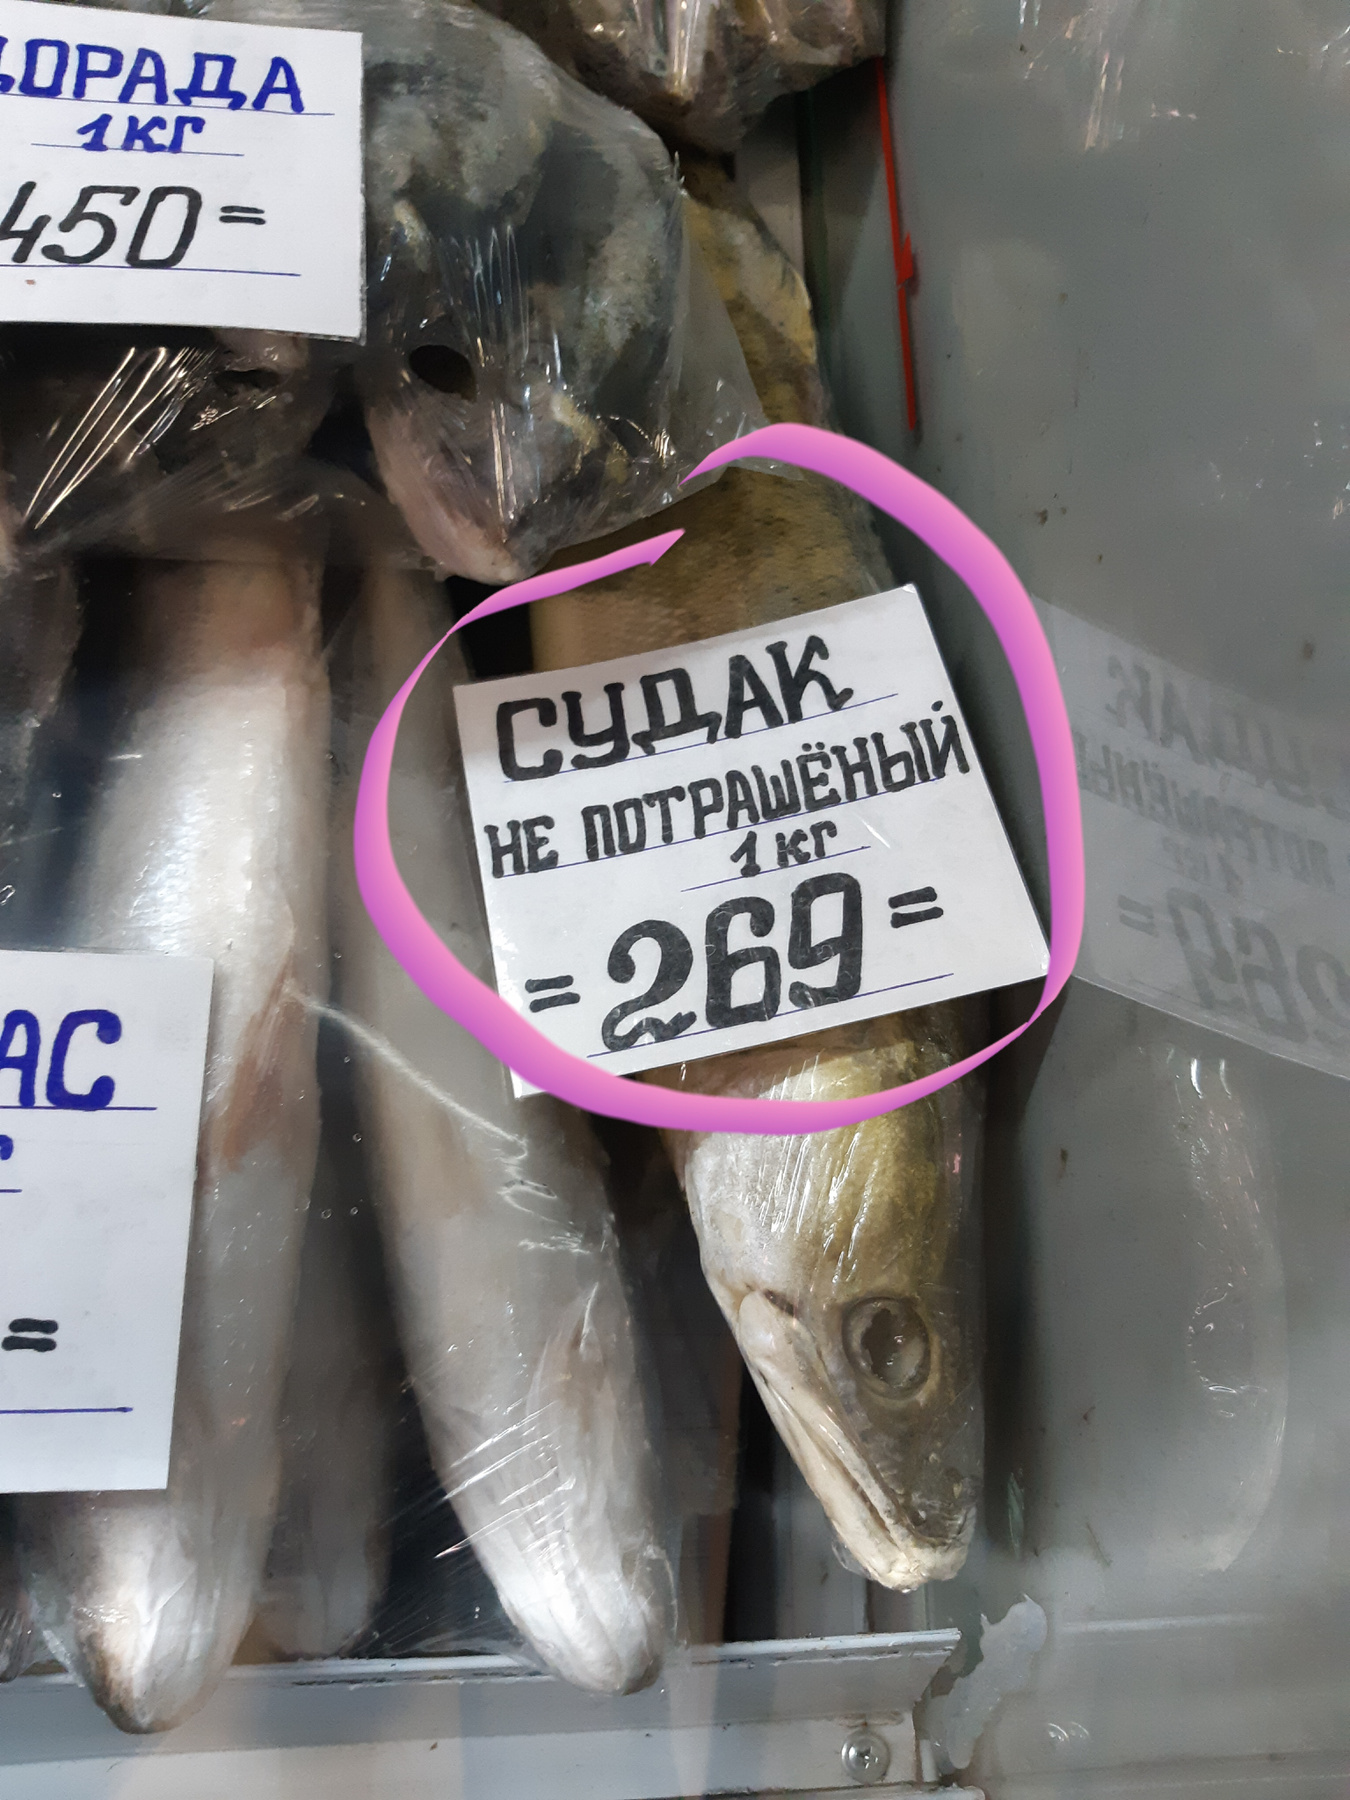 ДОРАДА
1КГ
450=
СУДАК
НЕ ПОТРАШЁНЫЙ
1 кг
=269=
АС
г
=